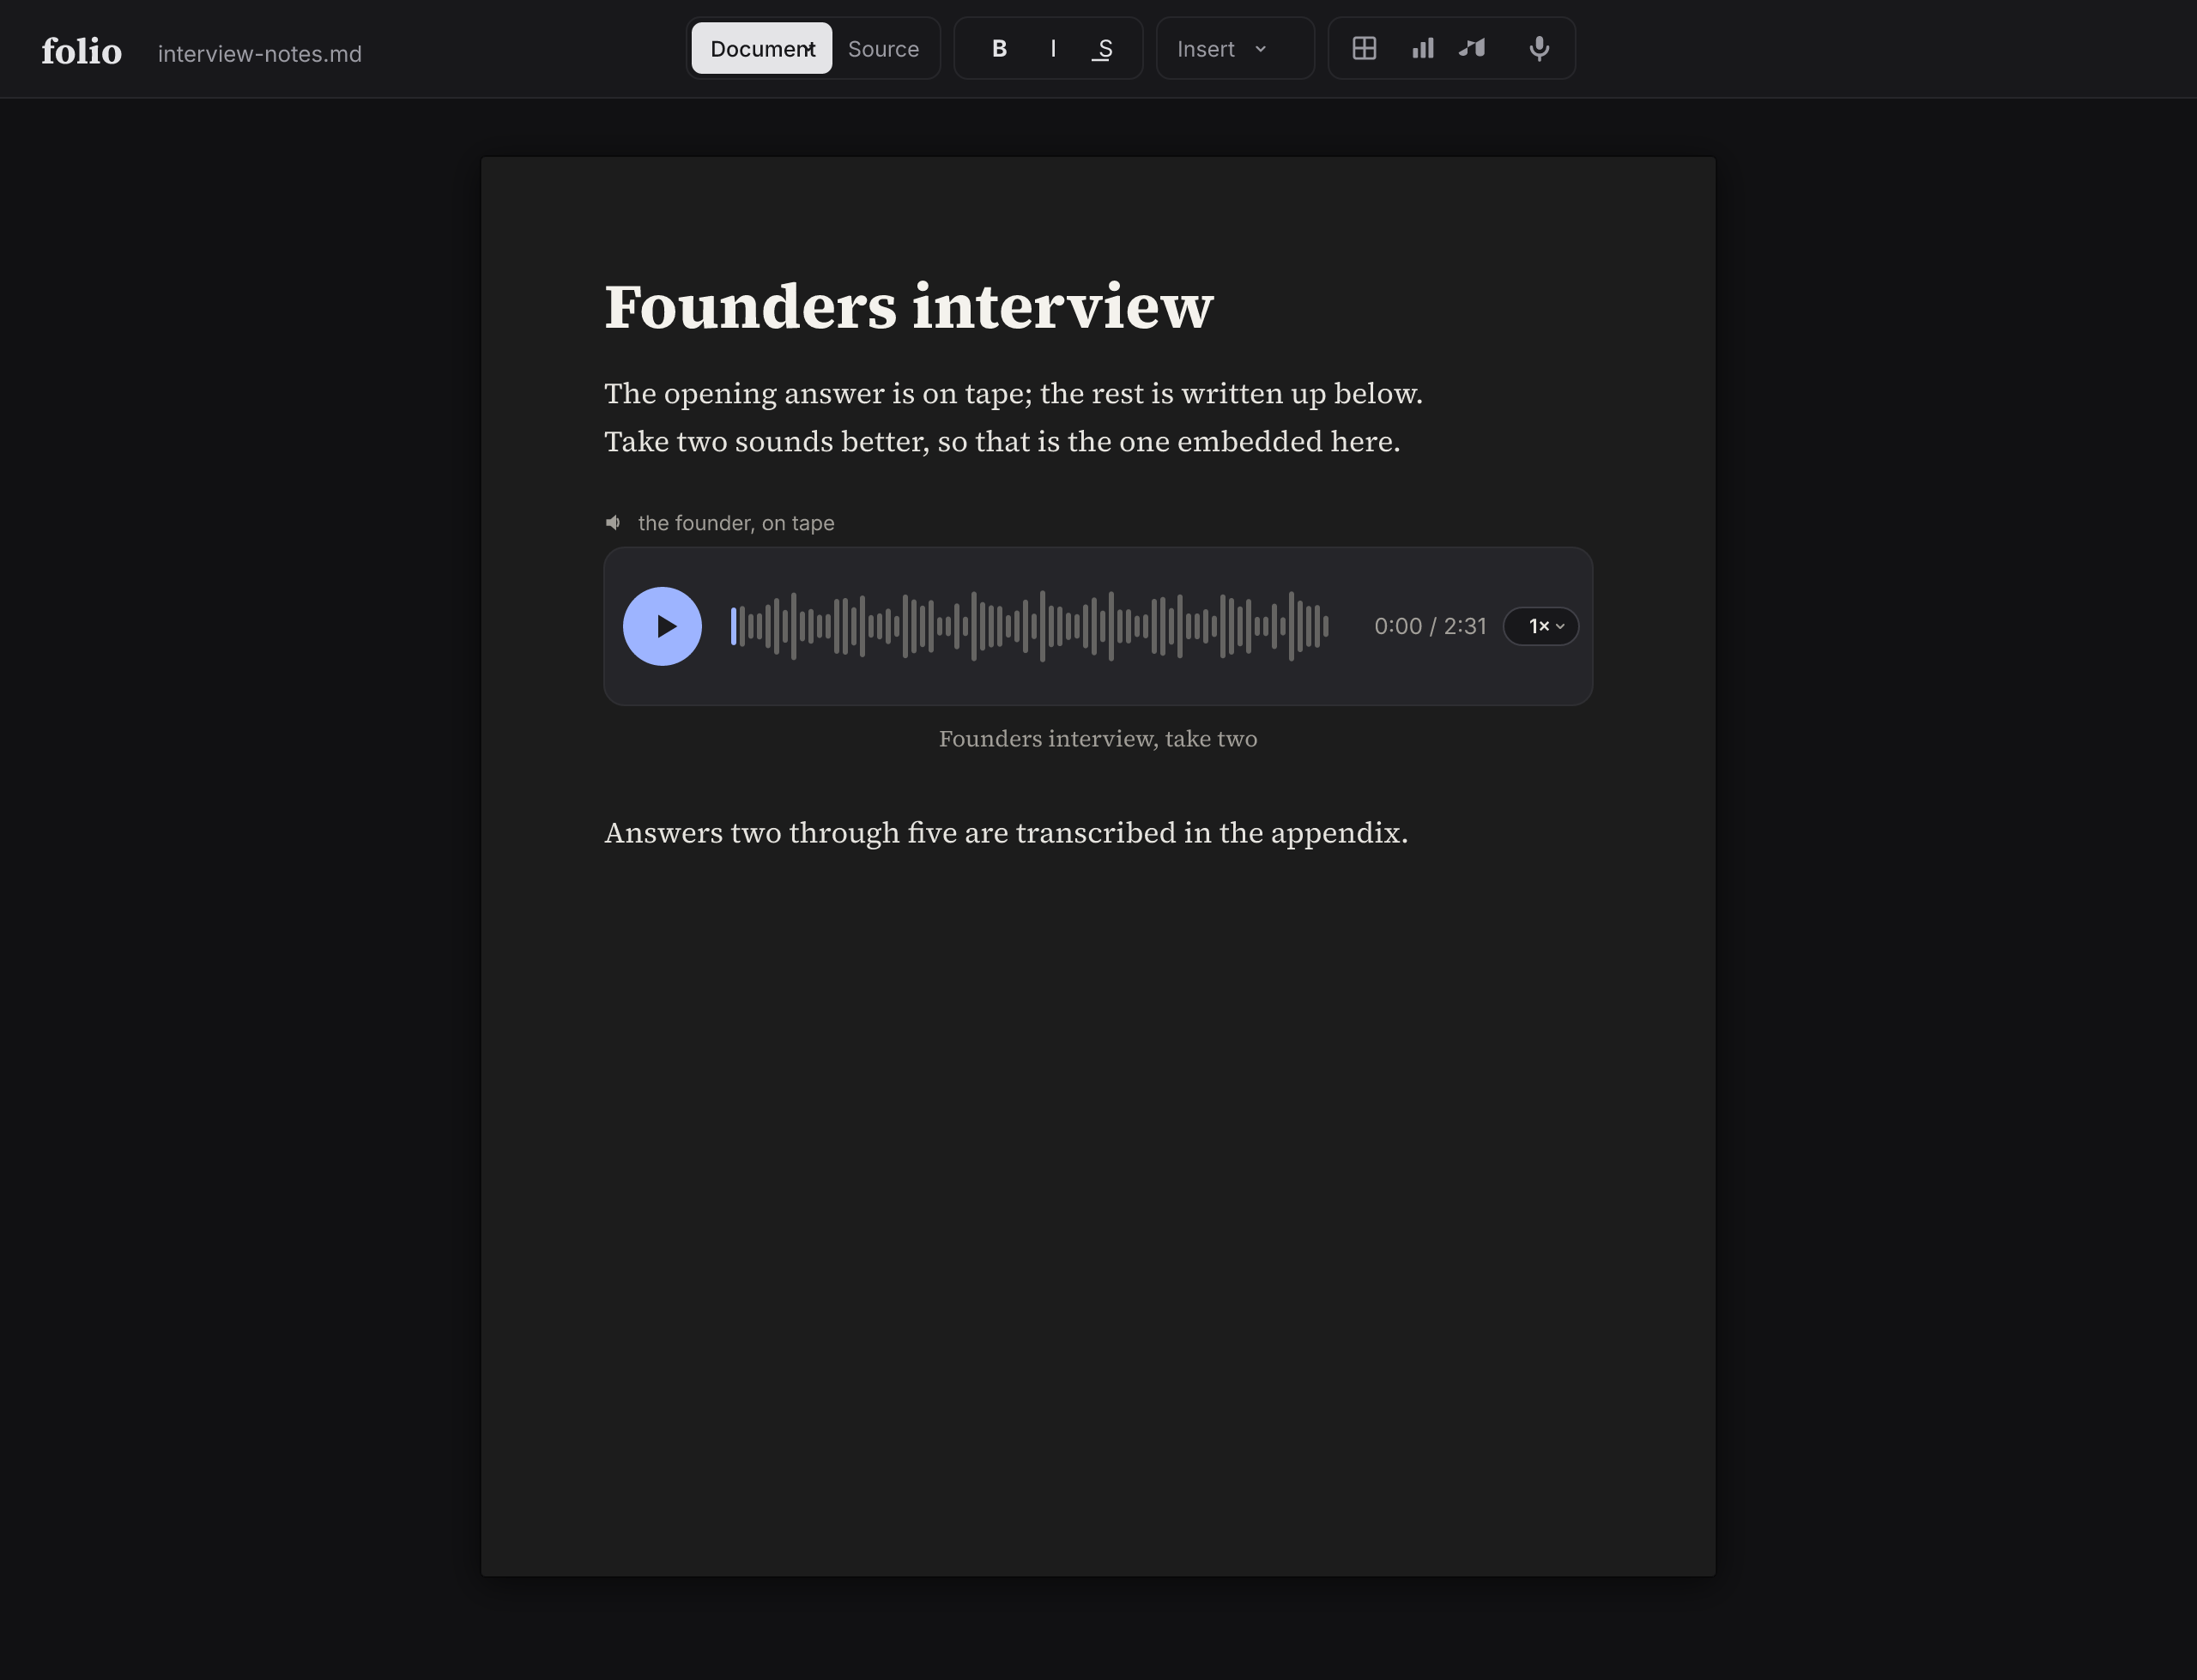 folio
interview-notes.md
Document
Source
B
I
S
Insert
Founders interview
The opening answer is on tape; the rest is written up below.
Take two sounds better, so that is the one embedded here.
the founder, on tape
0:00 / 2:31
1×
Founders interview, take two
Answers two through five are transcribed in the appendix.